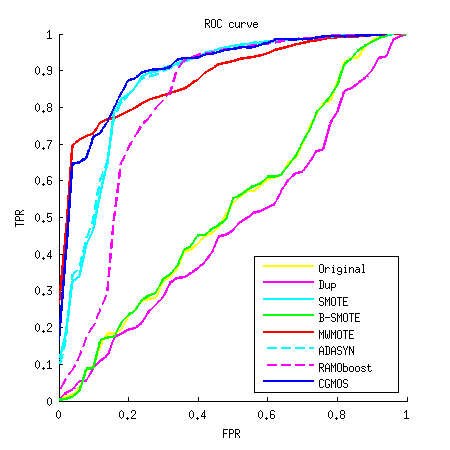 ROC curve
1
0.9
0.8
0.7
0.6
0.5
0.4
0.3
0.2
0.1
0
TPR
0 0.2 0.4 0.6 0.8 1
FPR
Original
Dup
SMOTE
B-SMOTE
MWMOTE
ADASYN
RAMOboost
CGMOS